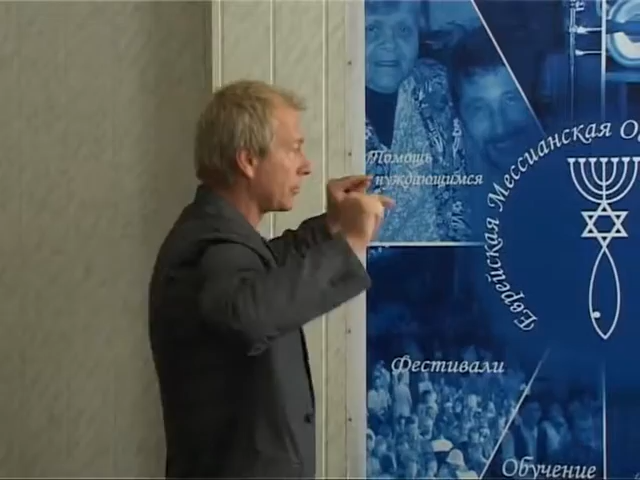 Помощь
нуждающимся
Еврейская Мессианская
Фестивали
Обучение